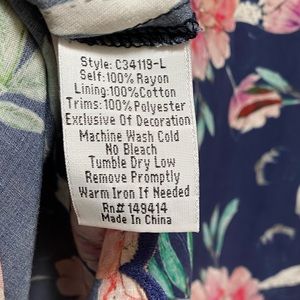 Style: C34119-L
Self:100% Rayon
Lining:100%Cotton
Trims:100% Polyester
Exclusive Of Decoration
Machine Wash Cold
No Bleach
Tumble Dry Low
Remove Promptly
Warm Iron If Needed
Rn# 149414
Made In China